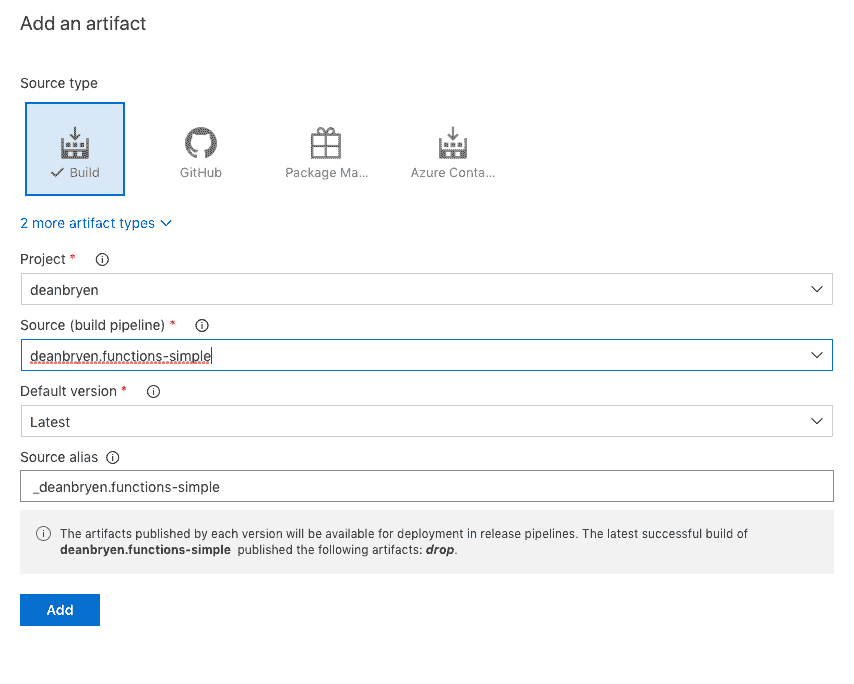 Add an artifact
Source type
Build
GitHub
Package Ma...
Azure Conta...
2 more artifact types
Project *
deanbryen
Source (build pipeline) *
deanbryen.functions-simple
Default version *
Latest
Source alias
_deanbryen.functions-simple
The artifacts published by each version will be available for deployment in release pipelines. The latest successful build of
deanbryen.functions-simple published the following artifacts: drop.
Add